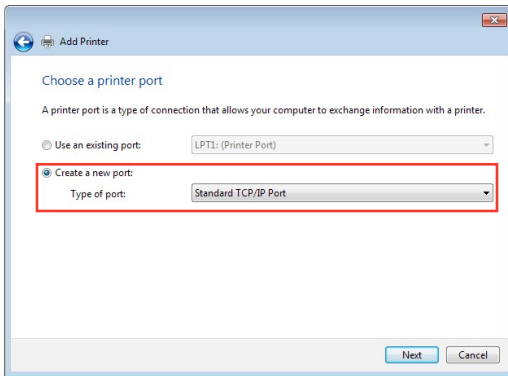 Add Printer
Choose a printer port
A printer port is a type of connection that allows your computer to exchange information with a printer.
Use an existing port: LPT1: (Printer Port)
Create a new port:
Type of port: Standard TCP/IP Port
Next Cancel